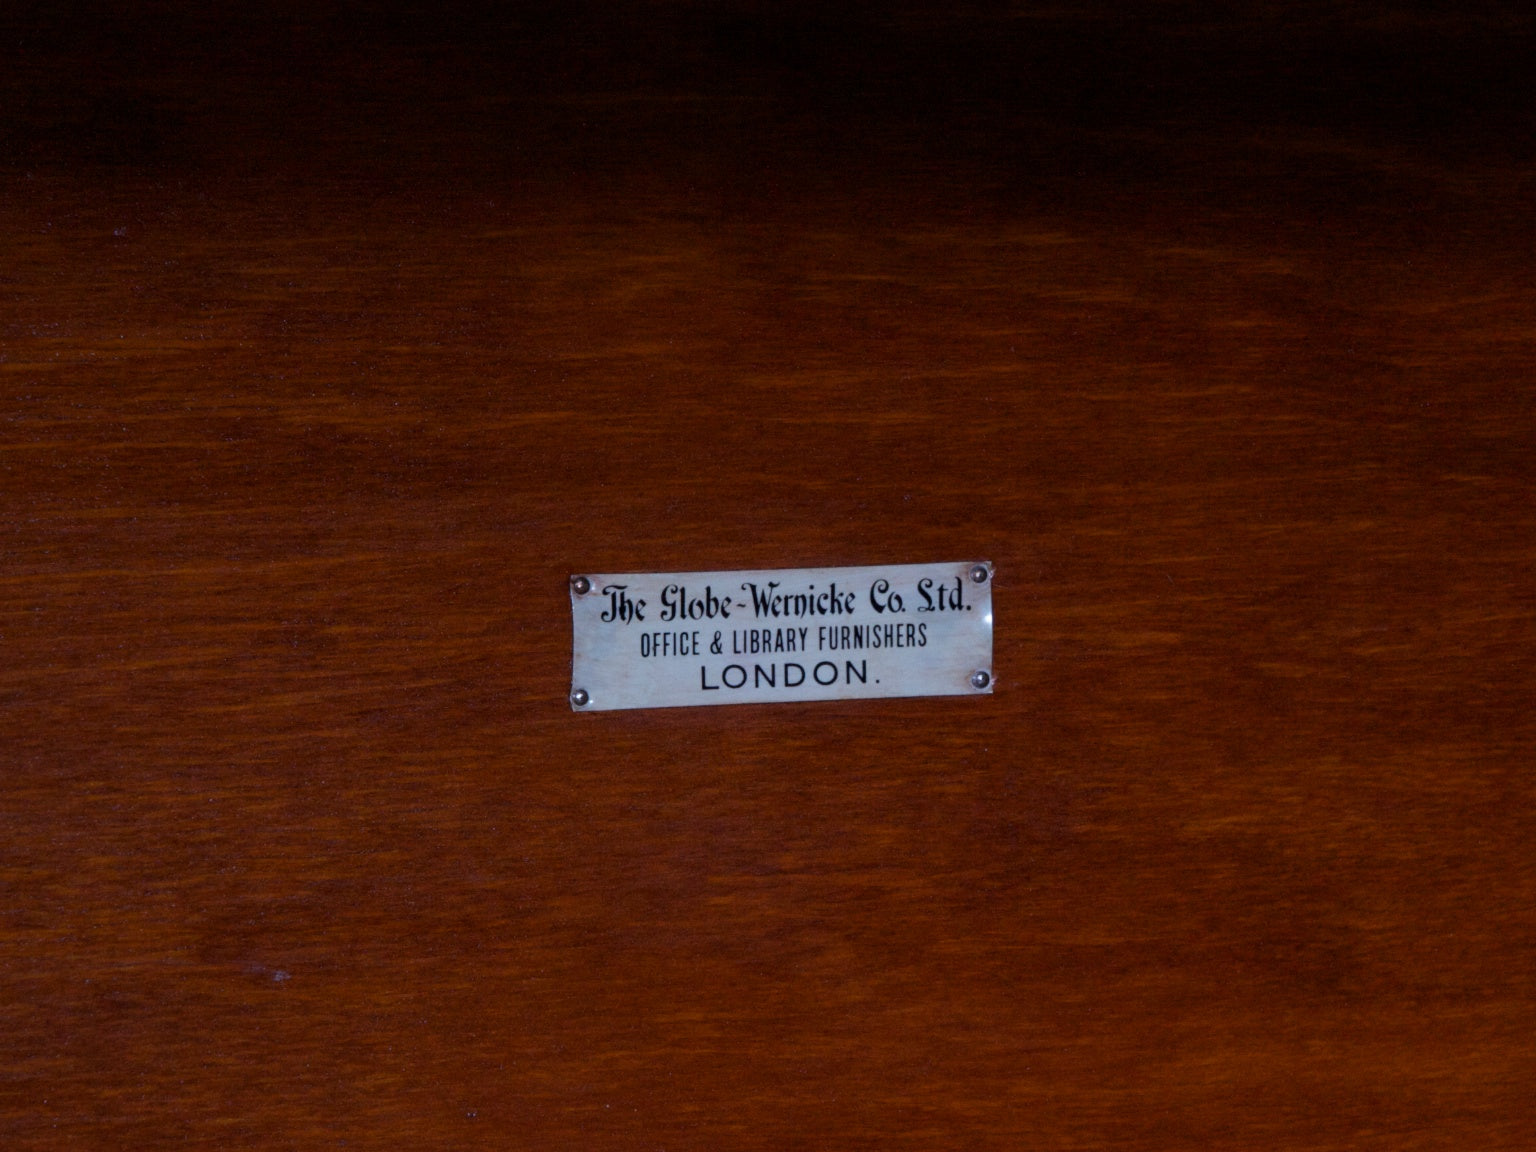 The Globe-Wernicke Co. Ltd.
OFFICE & LIBRARY FURNISHERS
LONDON.